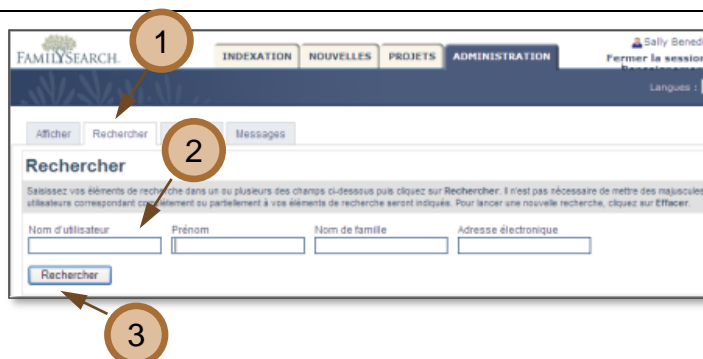 1
FAMILYSEARCH.
INDEXATION NOUVELLES PROJETS ADMINISTRATION
Sally Bened
Fermer la session
Langues :
Afficher Rechercher Messages
2
Rechercher
Saisissez vos éléments de recherche dans un ou plusieurs des champs ci-dessous puis cliquez sur Rechercher. Il n'est pas nécessaire de mettre des majuscules
utilisateurs correspondant complètement ou partiellement à vos éléments de recherche seront indiqués. Pour lancer une nouvelle recherche, cliquez sur Effacer.
Nom d'utilisateur Prénom Nom de famille Adresse électronique
Rechercher
3